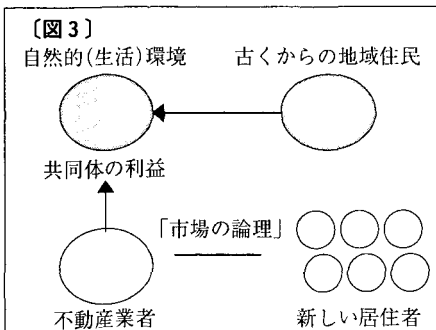 〔図3〕
自然的(生活)環境 古くからの地域住民
共同体の利益
「市場の論理」
不動産業者 新しい居住者